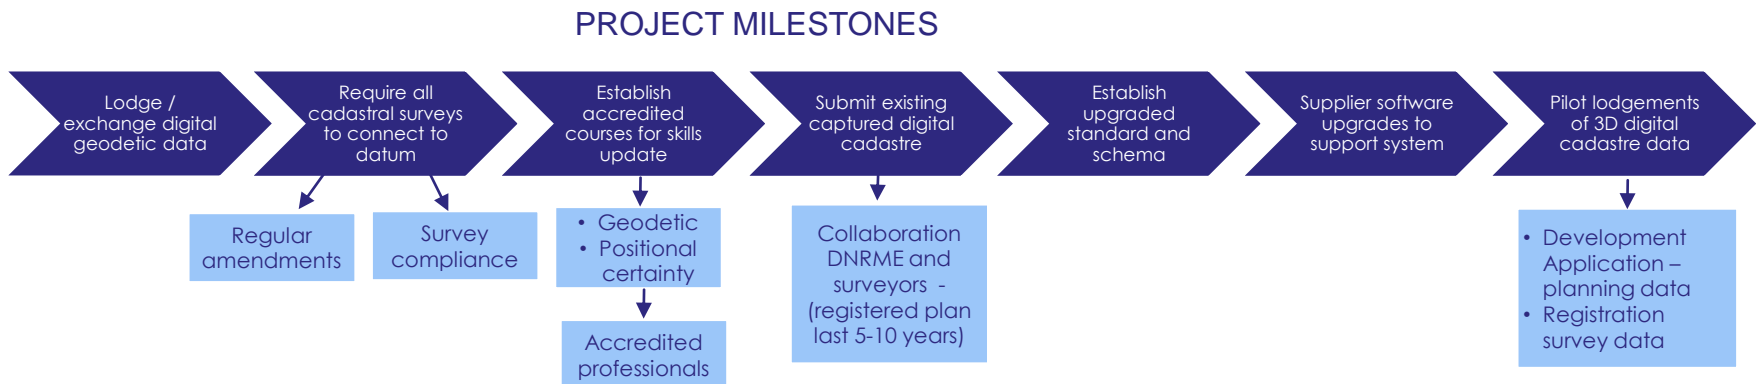 PROJECT MILESTONES
Lodge /
exchange digital
geodetic data
Require all
cadastral surveys
to connect to
datum
Establish
accredited
courses for skills
update
Submit existing
captured digital
cadastre
Establish
upgraded
standard and
schema
Supplier software
upgrades to
support system
Pilot lodgements
of 3D digital
cadastre data
Regular
amendments
Survey
compliance
• Geodetic
• Positional
certainty
Accredited
professionals
Collaboration
DNRME and
surveyors -
(registered plan
last 5-10 years)
• Development
Application –
planning data
• Registration
survey data